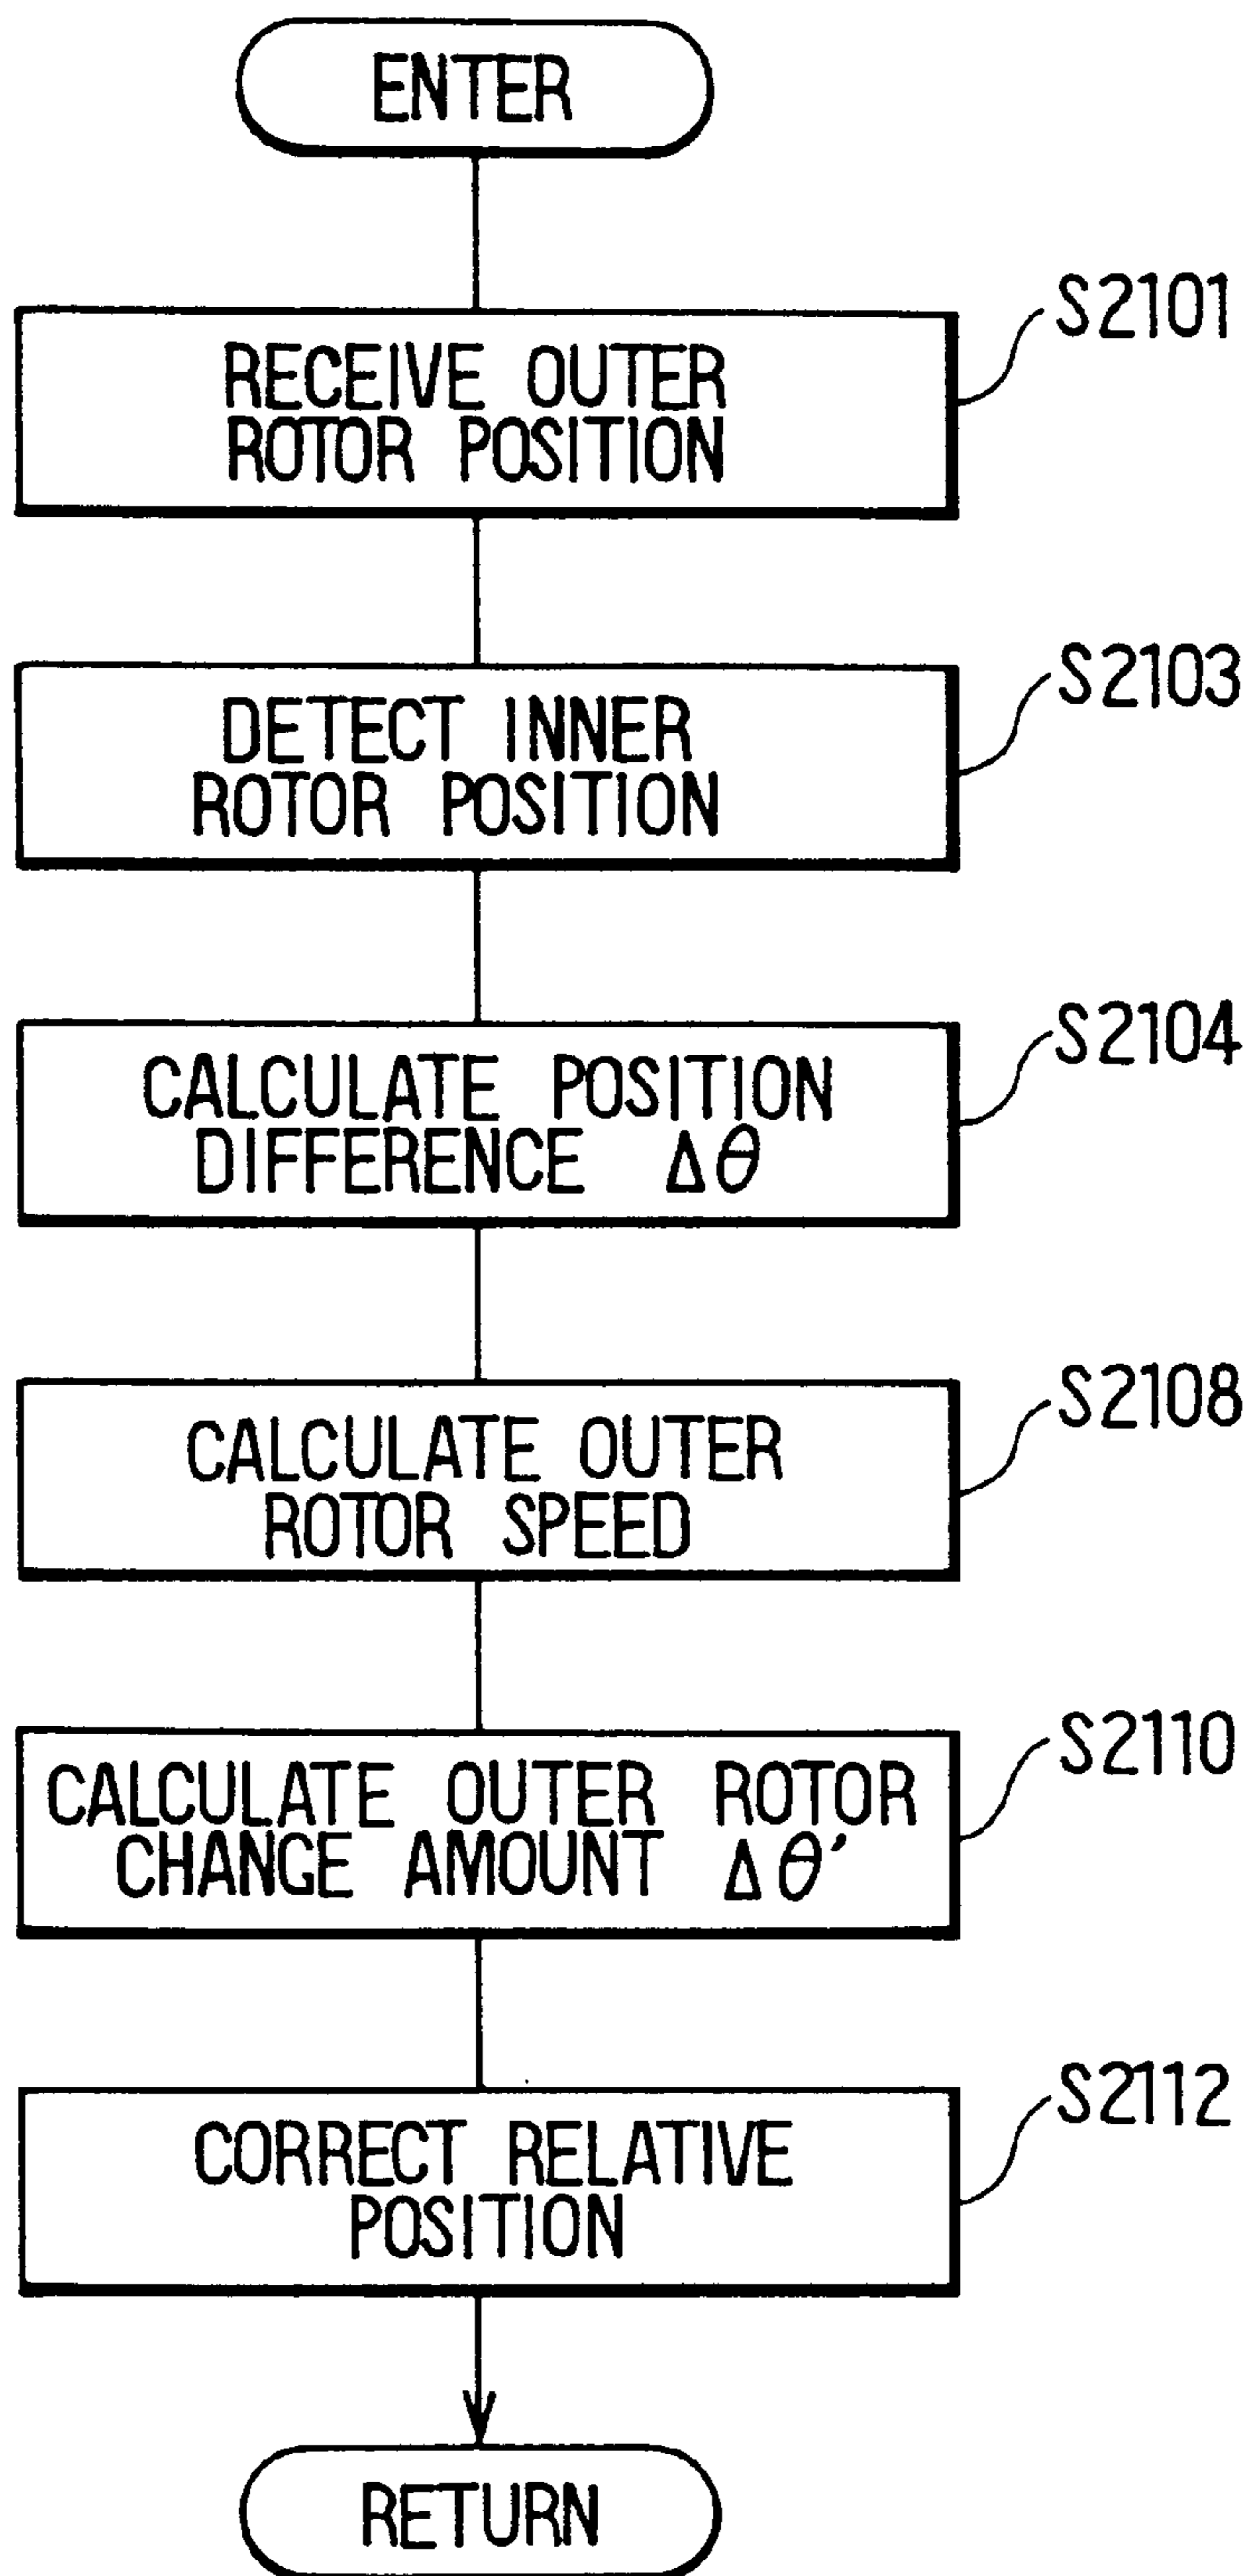 ENTER
S2101
RECEIVE OUTER
ROTOR POSITION
S2103
DETECT INNER
ROTOR POSITION
S2104
CALCULATE POSITION
DIFFERENCE Δθ
S2108
CALCULATE OUTER
ROTOR SPEED
S2110
CALCULATE OUTER ROTOR
CHANGE AMOUNT Δθ'
S2112
CORRECT RELATIVE
POSITION
RETURN